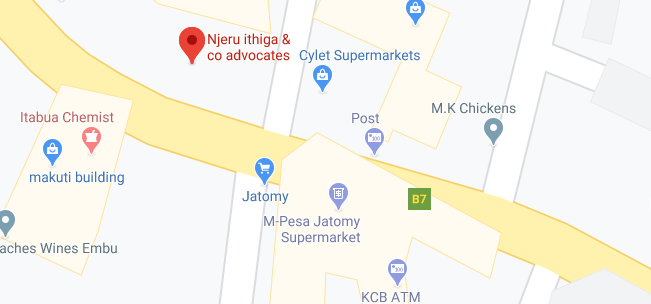 Njeru ithiga &
co advocates
Cylet Supermarkets
M.K Chickens
Itabua Chemist
Post
makuti building
Jatomy
B7
M-Pesa Jatomy
Supermarket
aches Wines Embu
KCB ATM